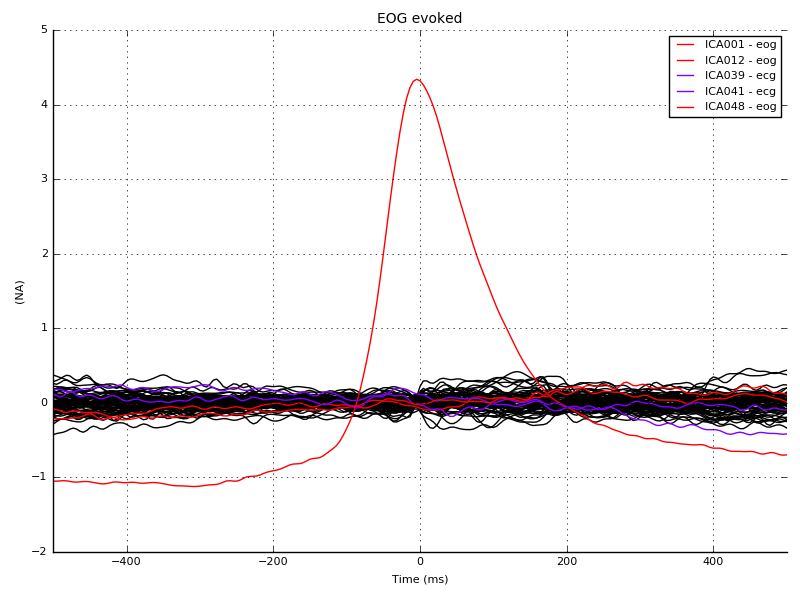 EOG evoked
5
4
3
2
1
0
−1
−2
(NA)
ICA001 - eog
ICA012 - eog
ICA039 - ecg
ICA041 - ecg
ICA048 - eog
−400
−200
0
200
400
Time (ms)